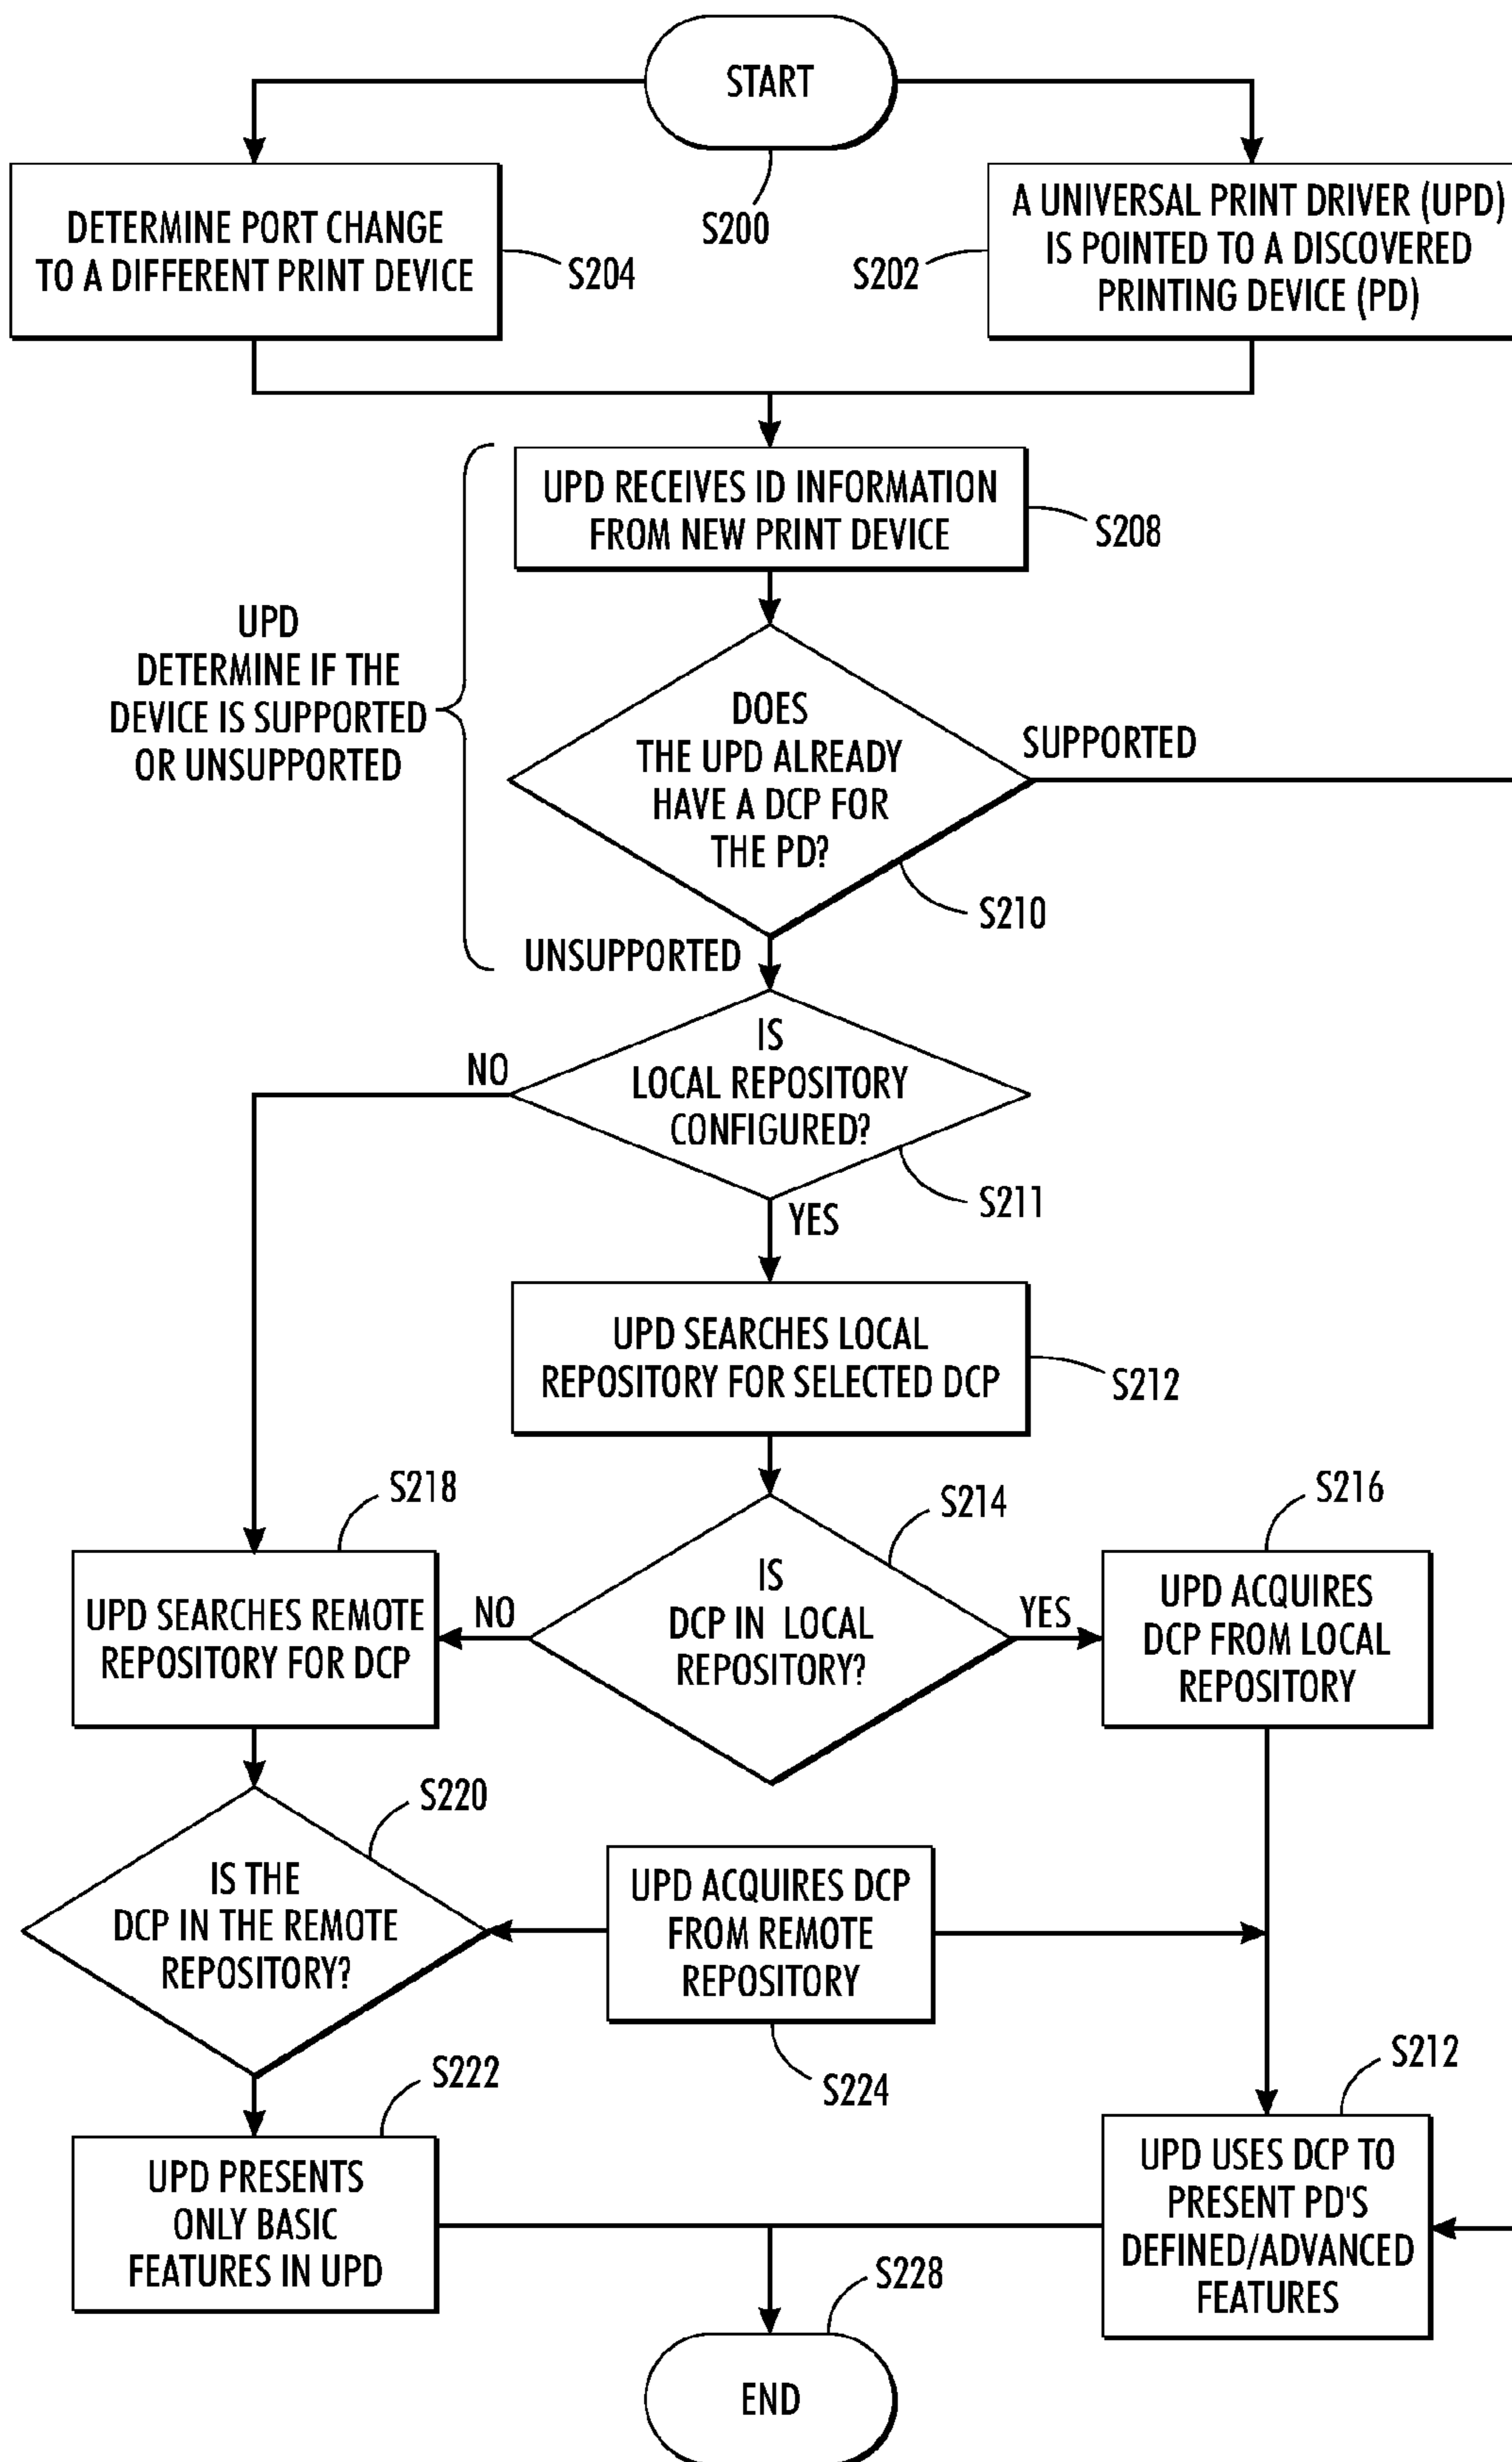 START
S200
DETERMINE PORT CHANGE
TO A DIFFERENT PRINT DEVICE
S204
A UNIVERSAL PRINT DRIVER (UPD)
IS POINTED TO A DISCOVERED
PRINTING DEVICE (PD)
S202
UPD RECEIVES ID INFORMATION
FROM NEW PRINT DEVICE
S208
UPD
DETERMINE IF THE
DEVICE IS SUPPORTED
OR UNSUPPORTED
DOES
THE UPD ALREADY
HAVE A DCP FOR
THE PD?
SUPPORTED
S210
UNSUPPORTED
IS
LOCAL REPOSITORY
CONFIGURED?
NO
S211
YES
UPD SEARCHES LOCAL
REPOSITORY FOR SELECTED DCP
S212
S218
S214
S216
UPD SEARCHES REMOTE
REPOSITORY FOR DCP
NO
IS
DCP IN LOCAL
REPOSITORY?
YES
UPD ACQUIRES
DCP FROM LOCAL
REPOSITORY
S220
IS THE
DCP IN THE REMOTE
REPOSITORY?
UPD ACQUIRES DCP
FROM REMOTE
REPOSITORY
S224
S222
S212
UPD PRESENTS
ONLY BASIC
FEATURES IN UPD
UPD USES DCP TO
PRESENT PD'S
DEFINED/ADVANCED
FEATURES
S228
END